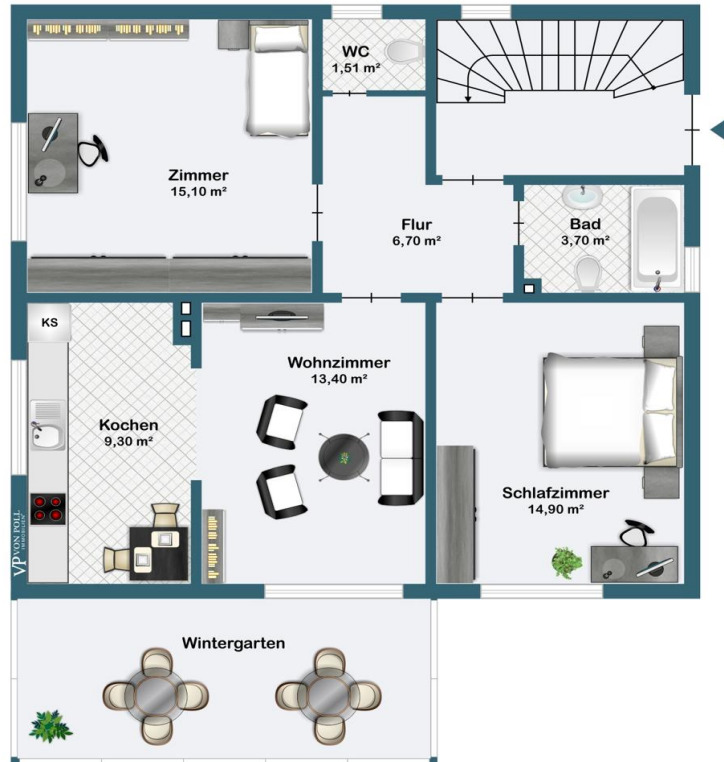 WC
1,51 m²
Zimmer
15,10 m²
Flur
6,70 m²
Bad
3,70 m²
KS
Wohnzimmer
13,40 m²
Kochen
9,30 m²
Schlafzimmer
14,90 m²
VP VON POLL
IMMOBILIEN
Wintergarten